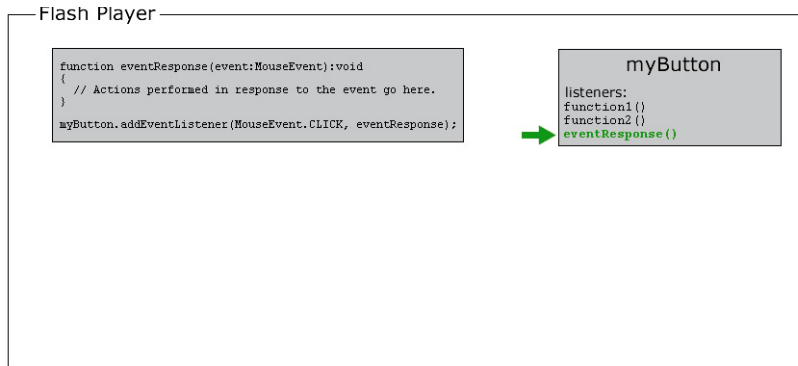 Flash Player
function eventResponse(event:MouseEvent):void
{
// Actions performed in response to the event go here.
}
myButton.addEventListener(MouseEvent.CLICK, eventResponse);
myButton
listeners:
function1()
function2()
eventResponse()